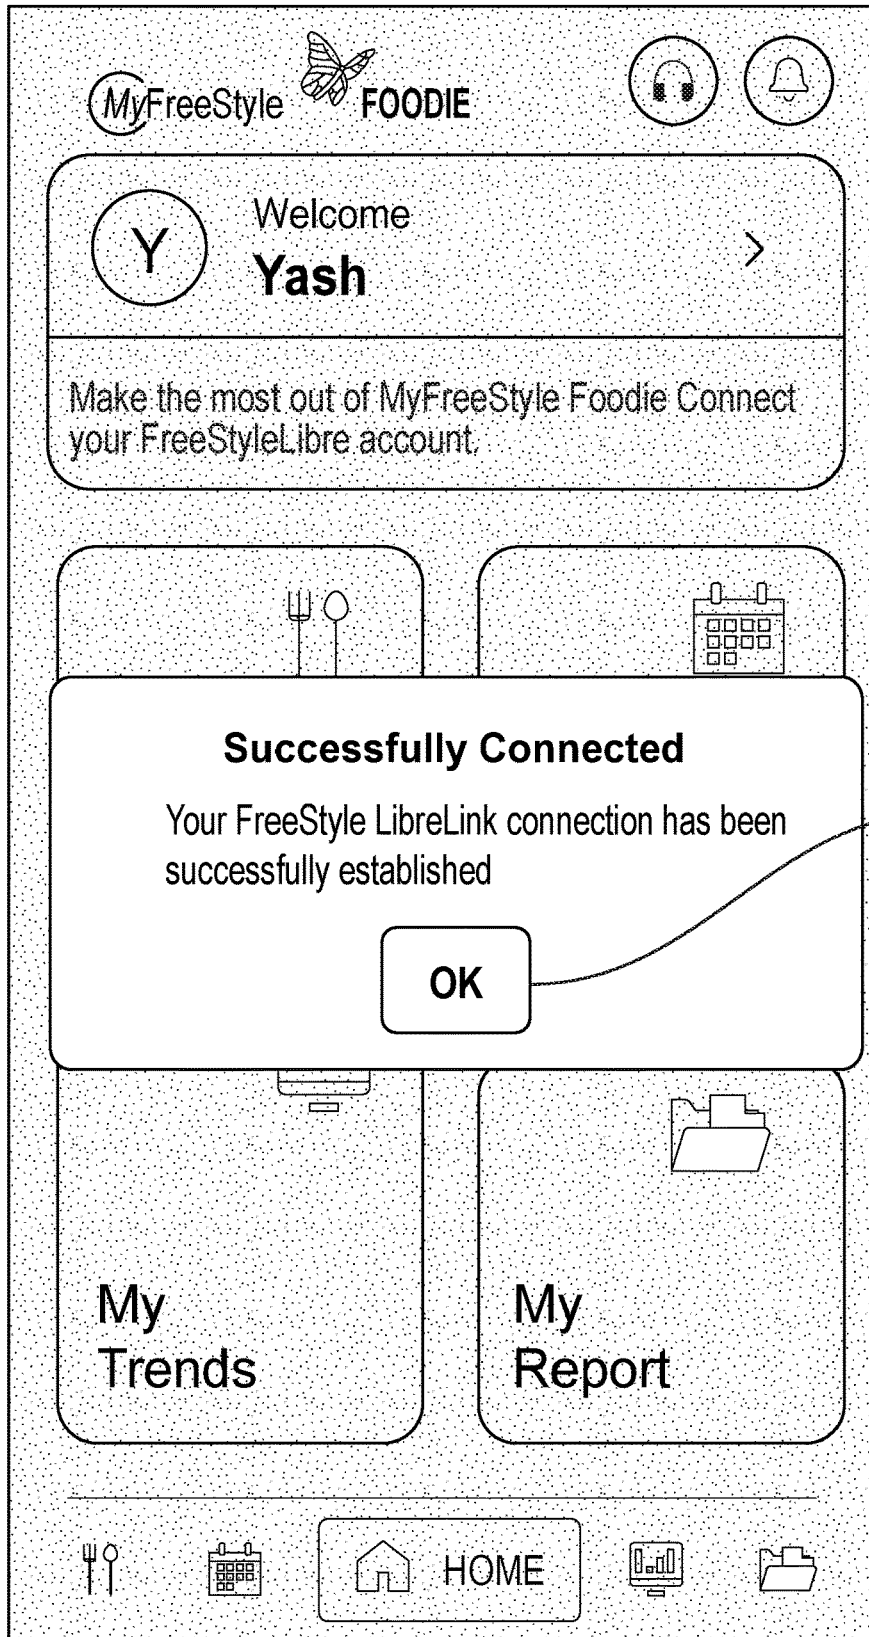 MyFreeStyle FOODIE
Welcome
Y
Yash
Make the most out of MyFreeStyle Foodie Connect
your FreeStyleLibre account.
Successfully Connected
Your FreeStyle LibreLink connection has been
successfully established
OK
My
Trends
My
Report
HOME